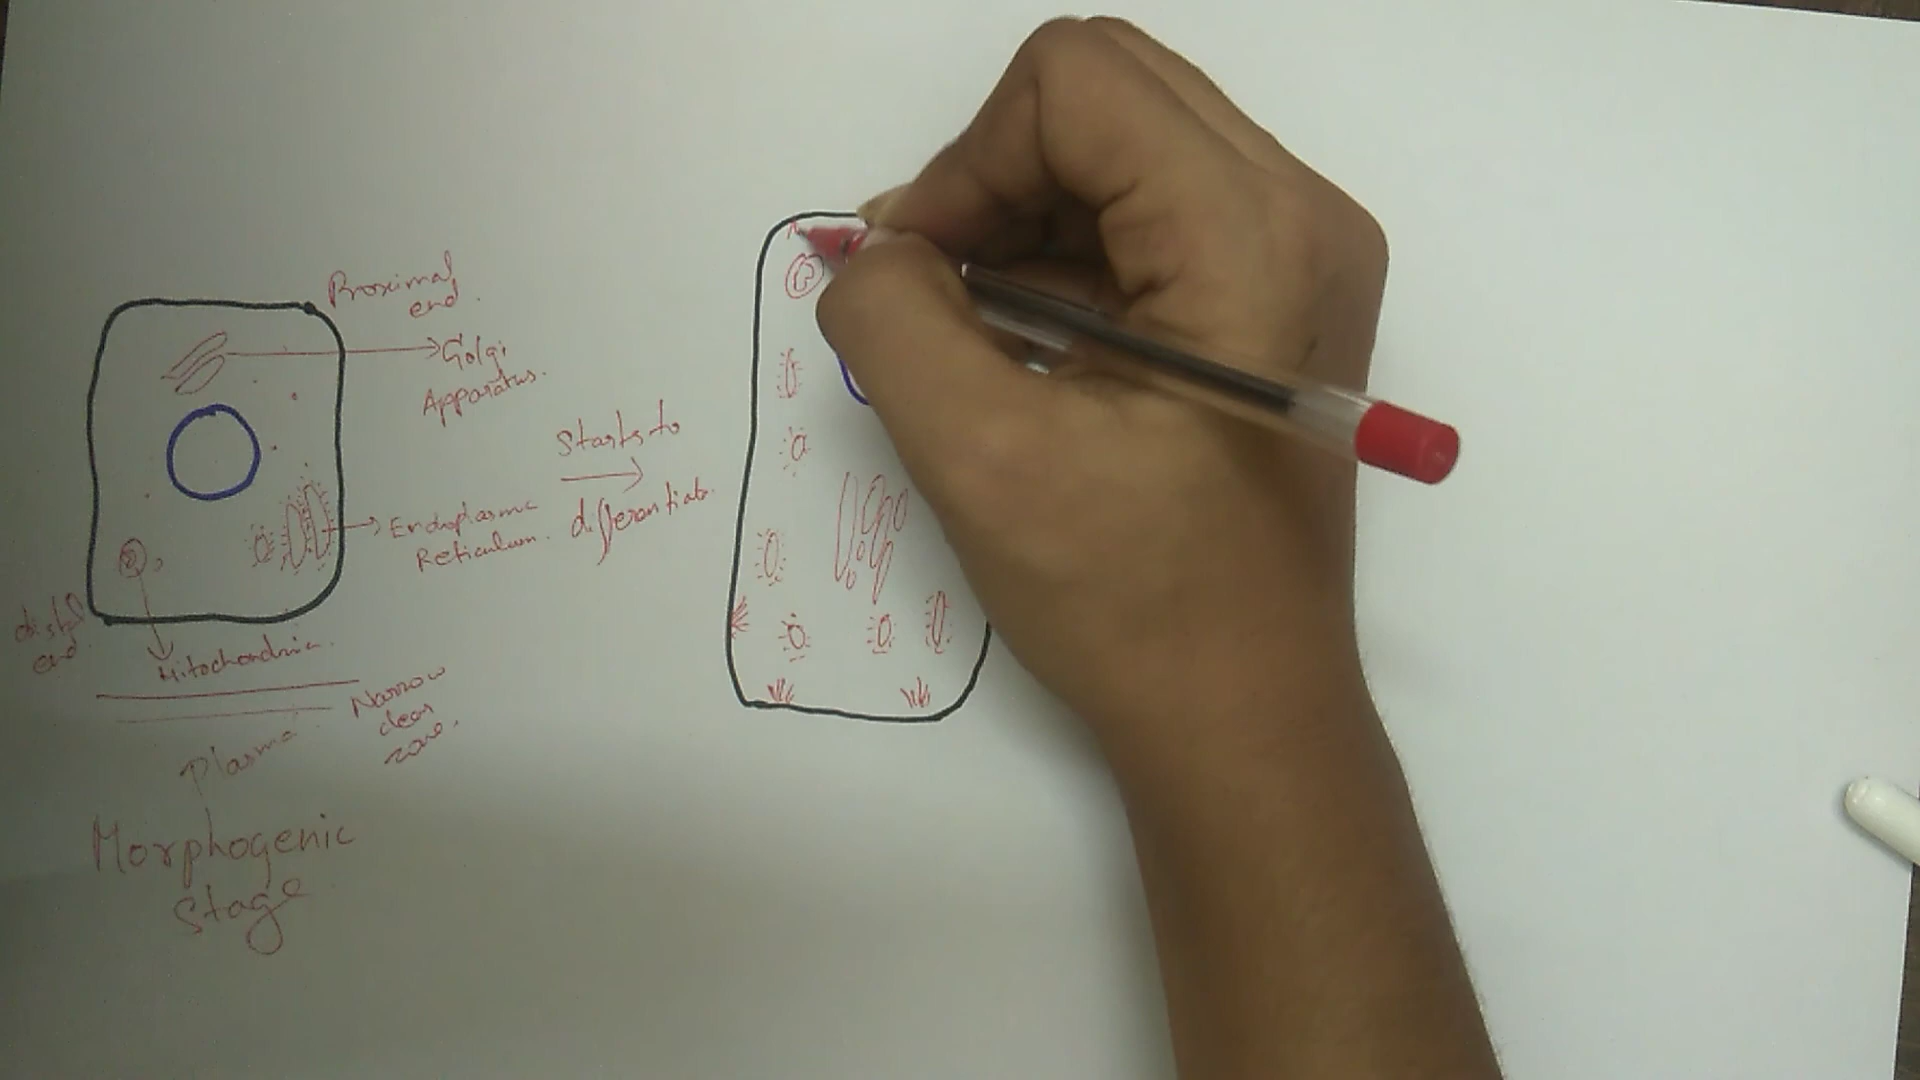 Proximal
end.
Golgi
Apparatus.
Starts to
differentiate.
Endoplasmic
Reticulum.
distal
end.
Mitochondria.
Narrow
clear
zone.
Plasma
Morphogenic
Stage